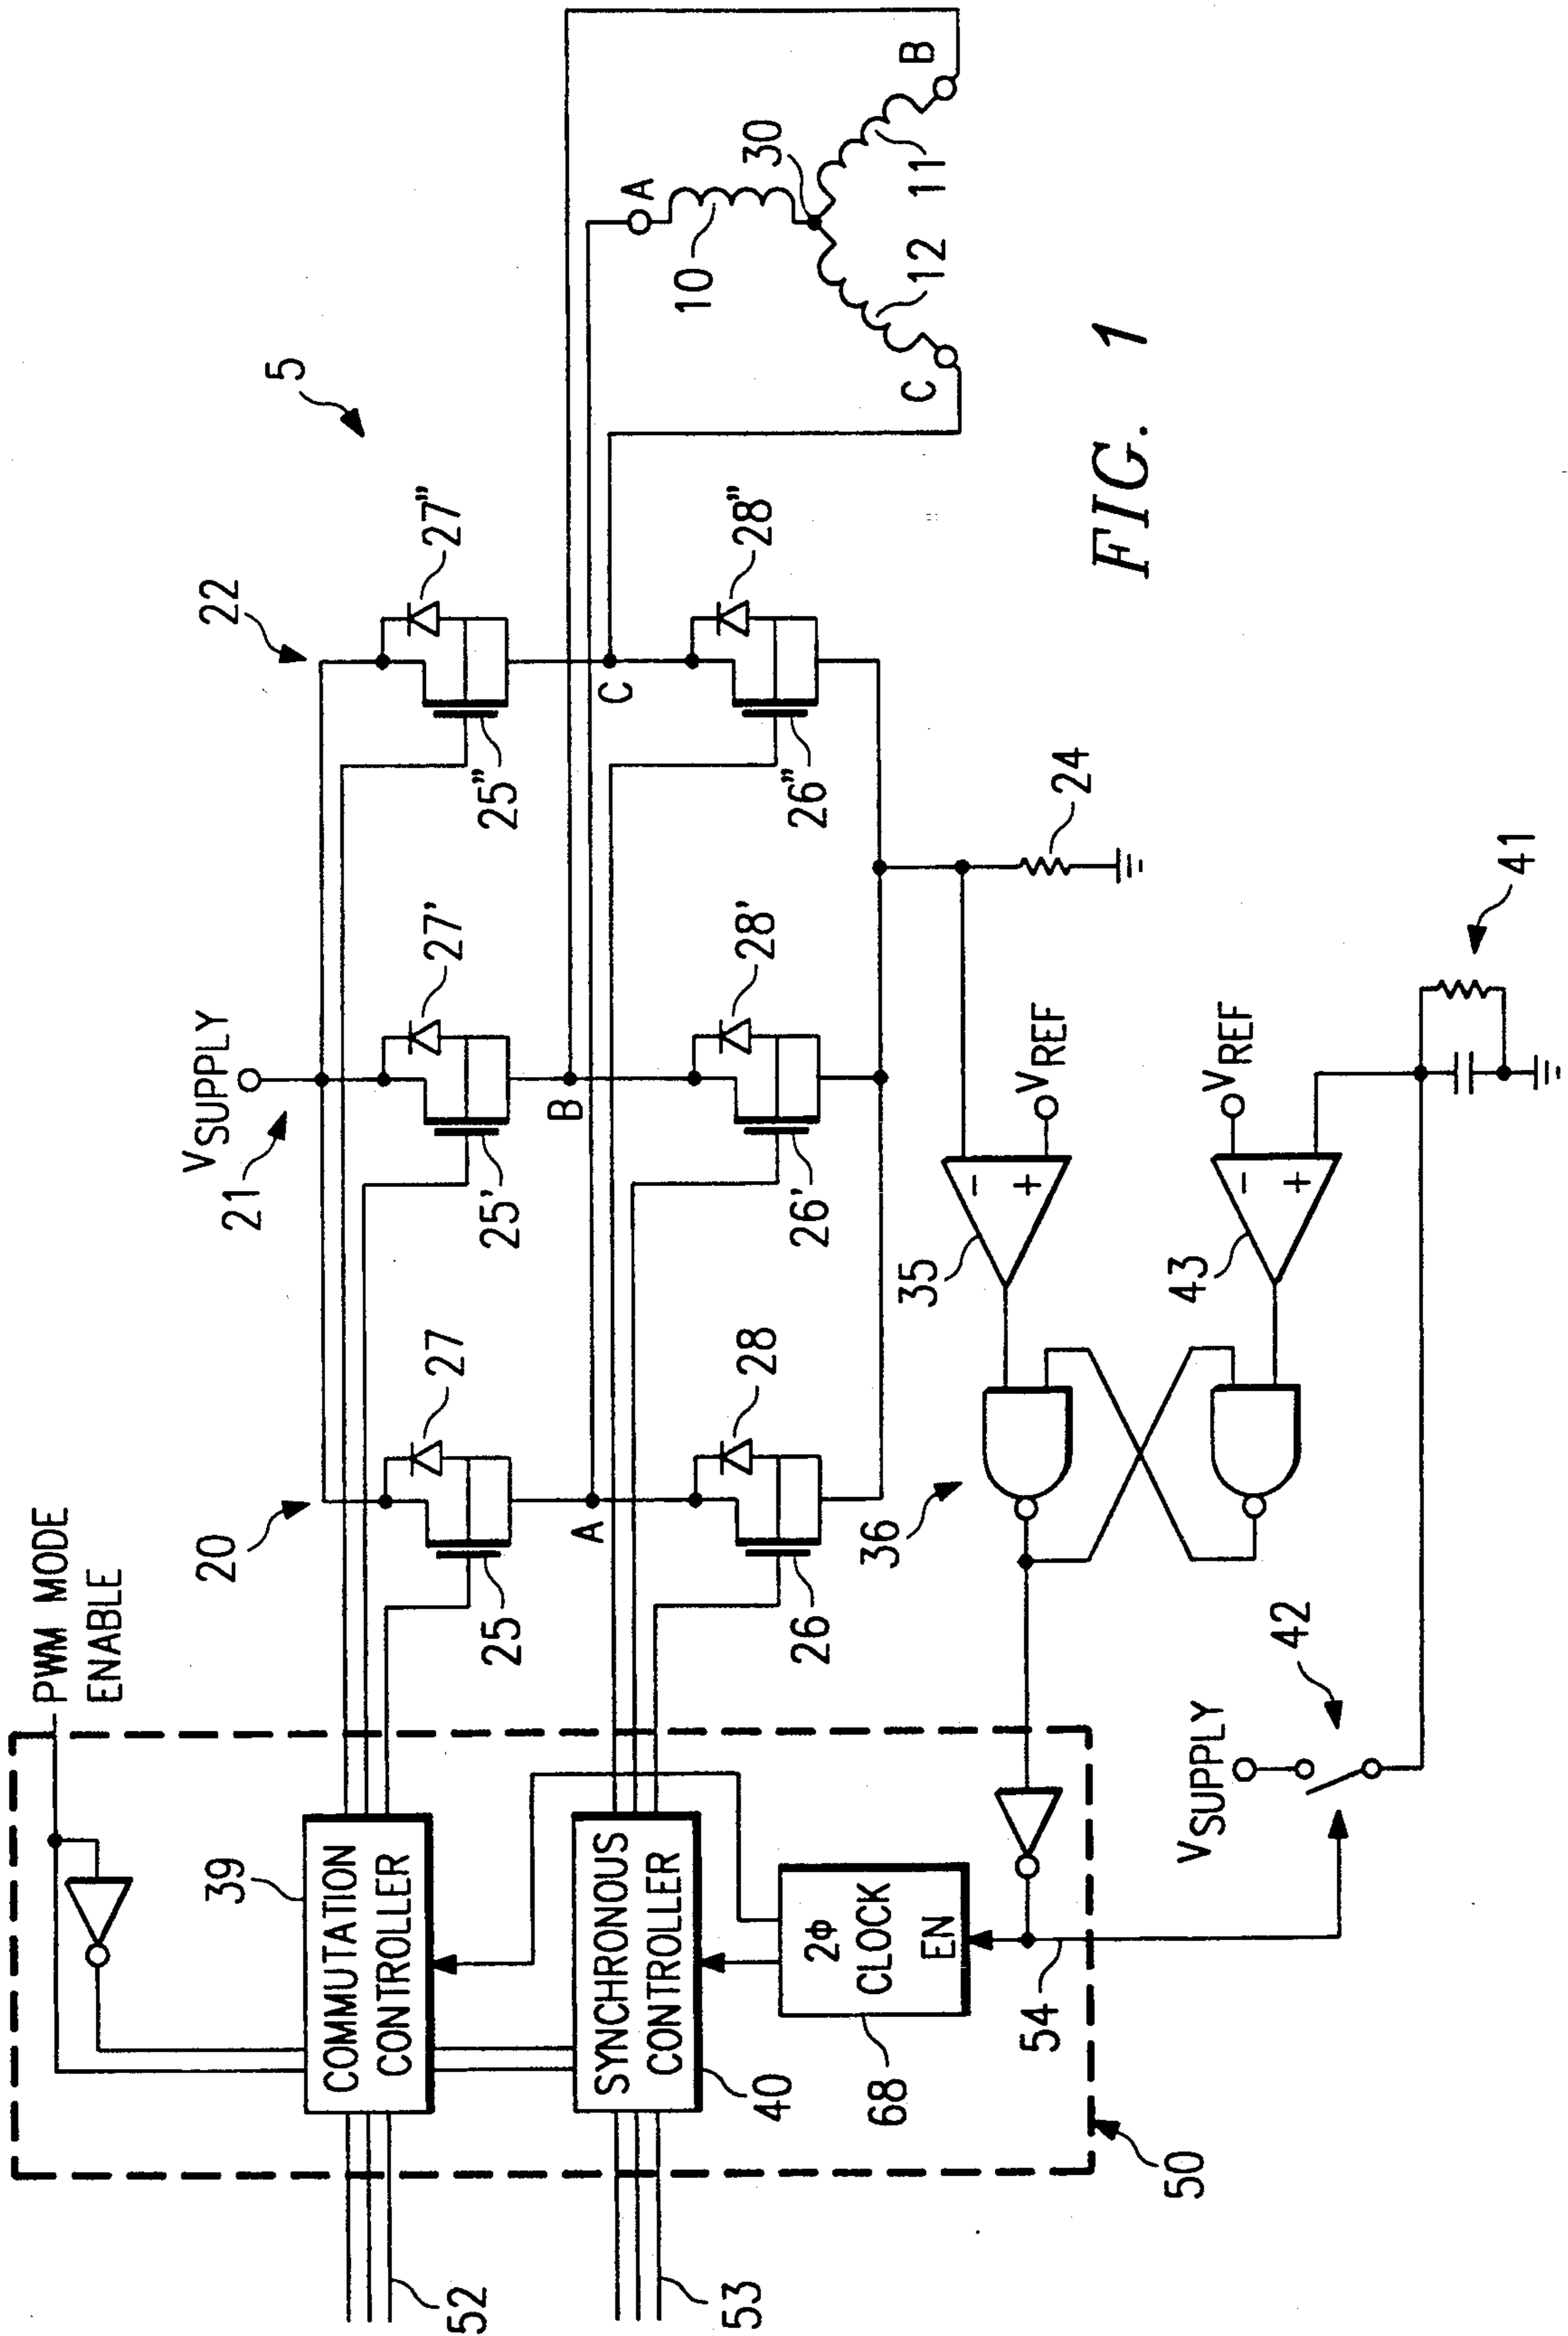 PWM MODE
ENABLE
20
21
VSUPPLY
22
5
39
COMMUTATION
CONTROLLER
25
27
25'
27'
25"
27"
A
B
C
52
SYNCHRONOUS
CONTROLLER
40
26
28
26'
28'
26"
28"
53
A
10
30
B
11
12
C
2ϕ
CLOCK
EN
68
54
50
36
35
-
+
VREF
24
43
-
+
VREF
41
VSUPPLY
42
FIG. 1